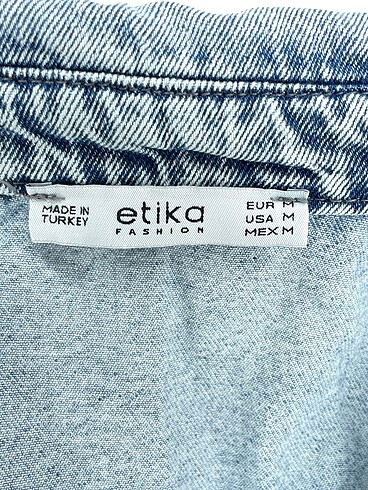 MADE IN
TURKEY
etika
FASHION
EUR M
USA M
MEX M